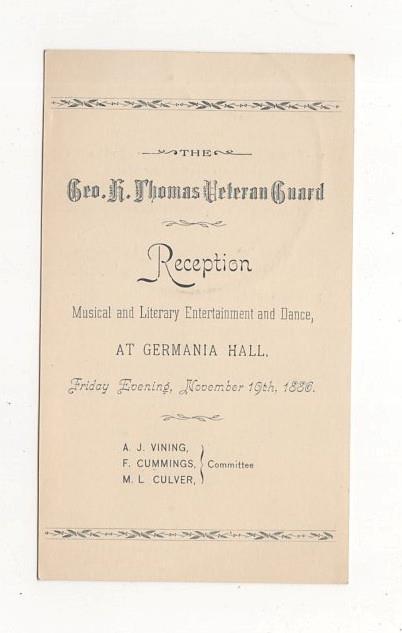 THE
Geo. H. Thomas Veteran Guard
Reception
Musical and Literary Entertainment and Dance,
AT GERMANIA HALL,
Friday Evening, November 19th, 1886.
A. J. VINING,
F. CUMMINGS, } Committee
M. L. CULVER,